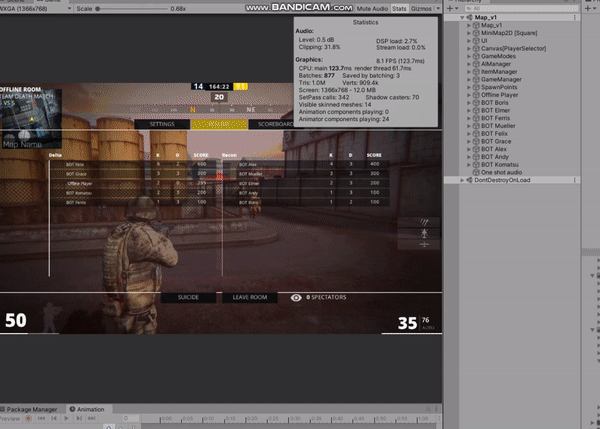 WWW.BANDICAM.COM
WXGA (1366x768)
Scale
0.88x
Mute Audio
Stats
Gizmos
Hierarchy
All
Statistics
Audio:
Level: 0.5 dB
DSP load: 2.7%
Clipping: 31.8%
Stream load: 0.0%
Graphics:
8.1 FPS (123.7ms)
CPU: main 123.7ms render thread 61.7ms
Batches: 877 Saved by batching: 3
Tris: 1.0M Verts: 909.4k
Screen: 1366x768 - 12.0 MB
SetPass calls: 342 Shadow casters: 70
Visible skinned meshes: 14
Animation components playing: 0
Animator components playing: 24
14
164:22
20
N
NE
OFFLINE ROOM
TEAM DEATH MATCH
Map Name
SETTINGS
SCOREBOARD
Delta
K
D
SCORE
Recon
K
D
SCORE
BOT Grace
Offline Player
BOT Komatsu
BOT Ferris
BOT Alex
BOT Mueller
BOT Elmer
BOT Andy
BOT Boris
SUICIDE
LEAVE ROOM
0 SPECTATORS
50
35
76
Map_v1
Map_v1
MiniMap2D [Square]
UI
Canvas[PlayerSelector]
GameModes
AIManager
ItemManager
GameManager
SpawnPoints
Offline Player
BOT Boris
BOT Elmer
BOT Ferris
BOT Mueller
BOT Felix
BOT Grace
BOT Alex
BOT Andy
BOT Komatsu
One shot audio
DontDestroyOnLoad
Package Manager
Animation
Preview
0